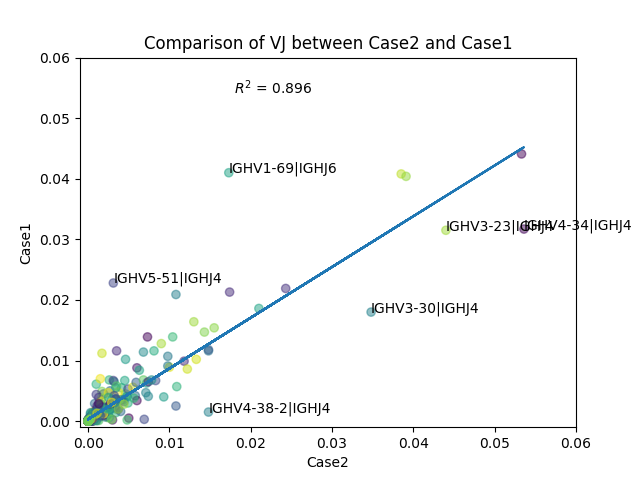 Comparison of VJ between Case2 and Case1
0.06
R² = 0.896
0.05
IGHV1-69|IGHJ6
0.04
IGHV3-23|IGHJ4
IGHV4-34|IGHJ4
0.03
IGHV5-51|IGHJ4
IGHV3-30|IGHJ4
0.02
0.01
IGHV4-38-2|IGHJ4
0.00
Case1
0.00 0.01 0.02 0.03 0.04 0.05 0.06
Case2